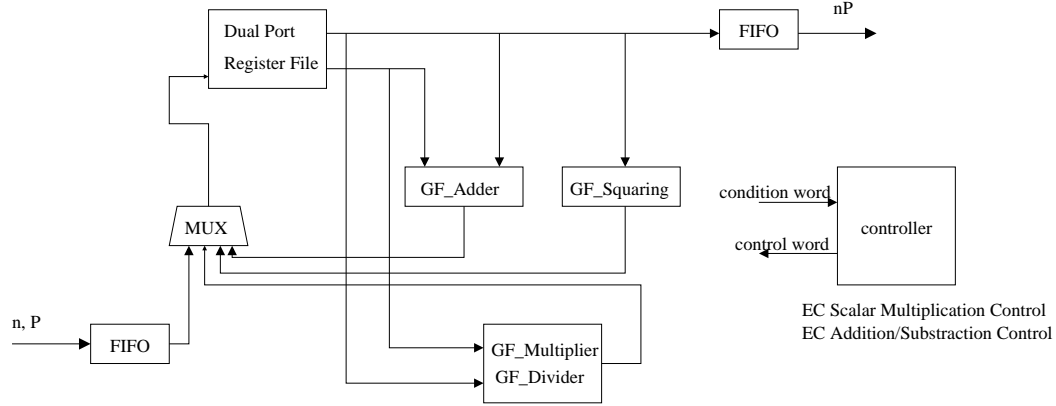 nP
Dual Port
Register File
FIFO
GF_Adder
GF_Squaring
condition word
control word
controller
MUX
n, P
FIFO
GF_Multiplier
GF_Divider
EC Scalar Multiplication Control
EC Addition/Substraction Control